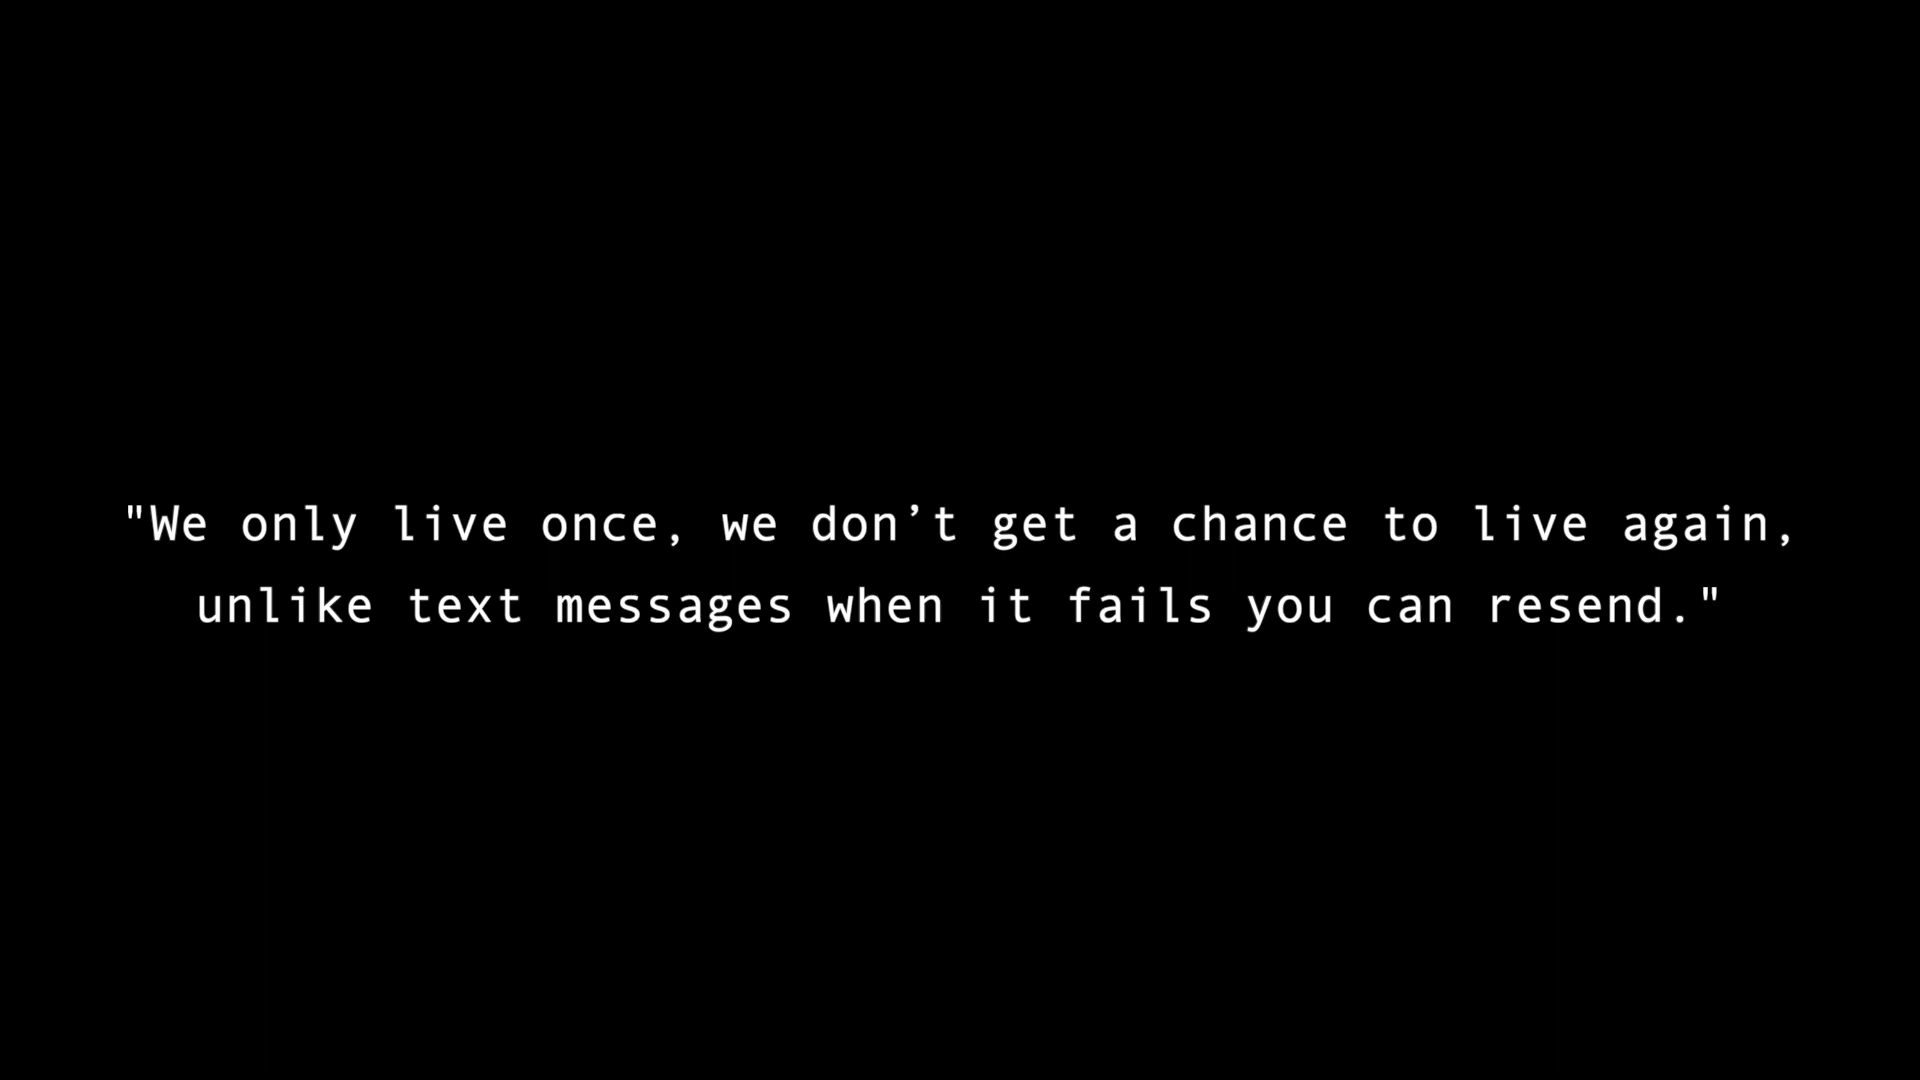 "We only live once, we don’t get a chance to live again,
unlike text messages when it fails you can resend."